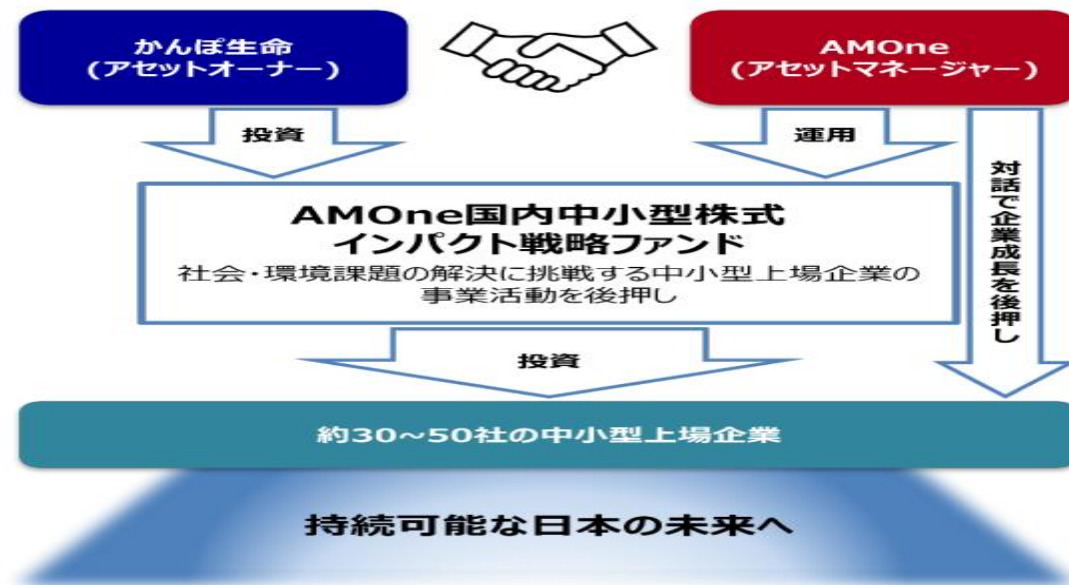 かんぽ生命
(アセットオーナー)
AMOne
(アセットマネージャー)
投資
運用
対話で企業成長を後押し
AMOne国内中小型株式
インパクト戦略ファンド
社会・環境課題の解決に挑戦する中小型上場企業の
事業活動を後押し
投資
約30~50社の中小型上場企業
持続可能な日本の未来へ